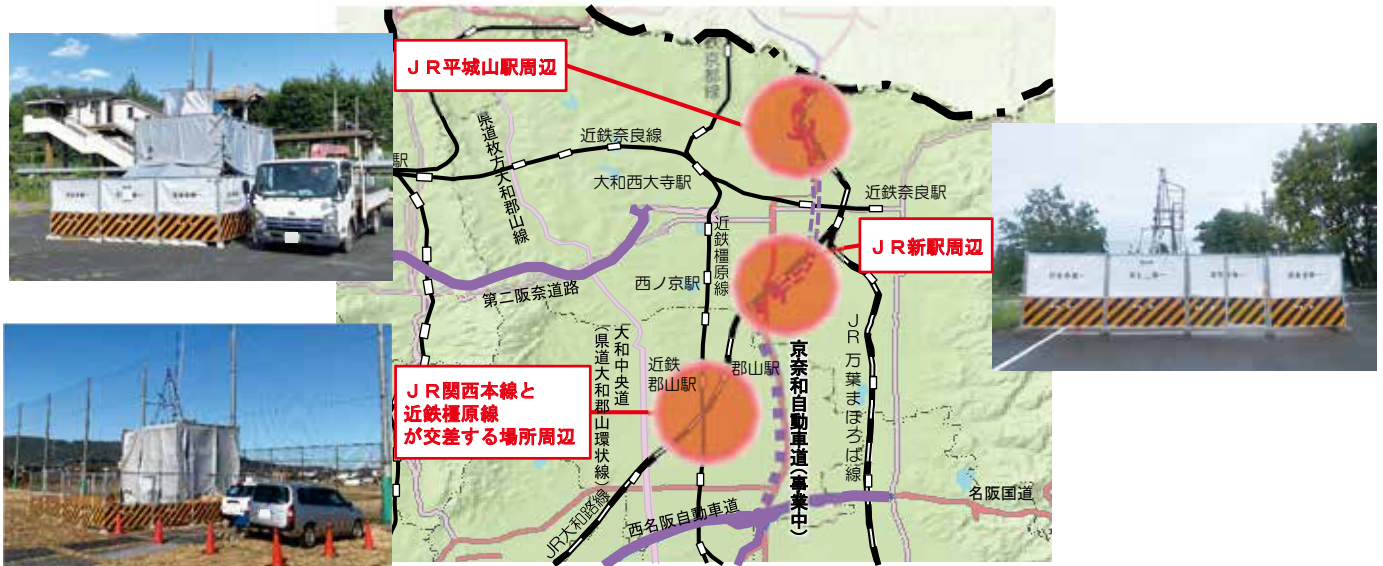 JR平城山駅周辺
京都線
県道枚方大和郡山線
近鉄奈良線
駅
大和西大寺駅
近鉄奈良駅
JR新駅周辺
近鉄橿原線
西ノ京駅
第二阪奈道路
JR万葉まほろば線
京奈和自動車道(事業中)
大和中央道
(県道大和郡山環状線)
近鉄
郡山駅
郡山駅
JR関西本線と
近鉄橿原線
が交差する場所周辺
名阪国道
西名阪自動車道
JR大和路線